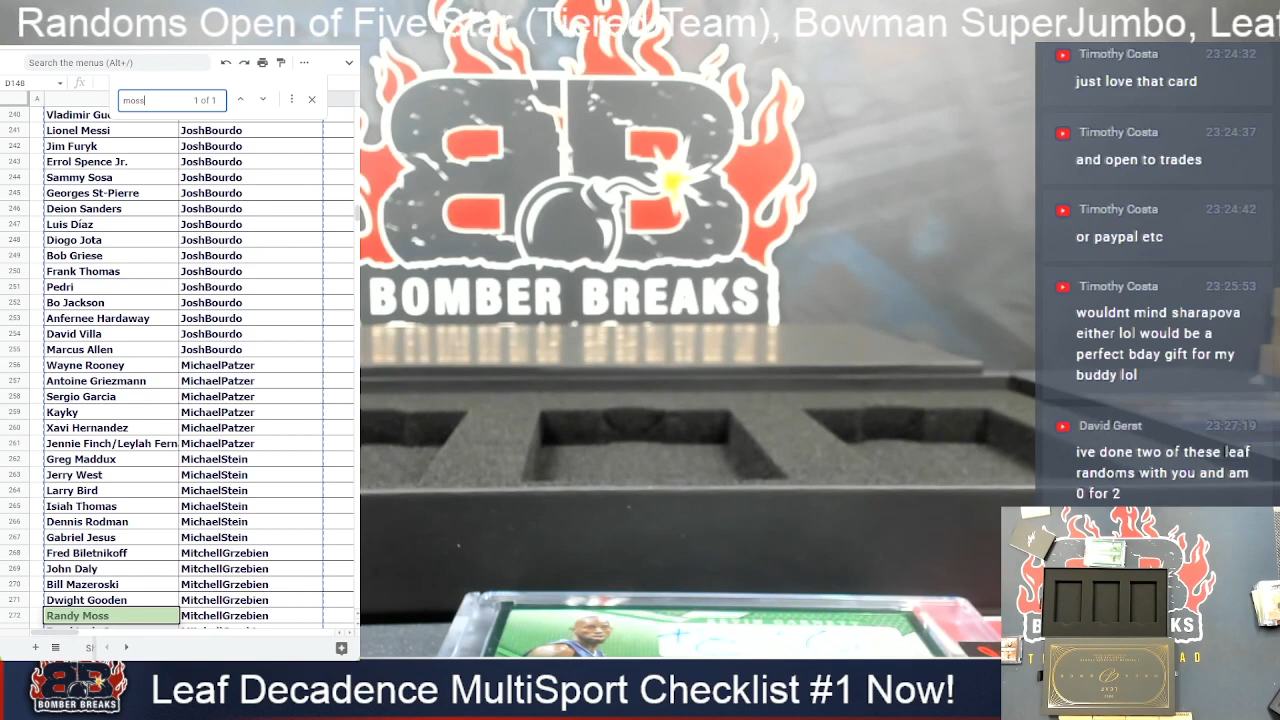 Randoms Open of Five Star (Tiered Team), Bowman SuperJumbo, Leaf
Search the menus (Alt+/)
D148
fx
moss 1 of 1
A
240 Vladimir Gue
241 Lionel Messi JoshBourdo
242 Jim Furyk JoshBourdo
243 Errol Spence Jr. JoshBourdo
244 Sammy Sosa JoshBourdo
245 Georges St-Pierre JoshBourdo
246 Deion Sanders JoshBourdo
247 Luis Díaz JoshBourdo
248 Diogo Jota JoshBourdo
249 Bob Griese JoshBourdo
250 Frank Thomas JoshBourdo
251 Pedri JoshBourdo
252 Bo Jackson JoshBourdo
253 Anfernee Hardaway JoshBourdo
254 David Villa JoshBourdo
255 Marcus Allen JoshBourdo
256 Wayne Rooney MichaelPatzer
257 Antoine Griezmann MichaelPatzer
258 Sergio Garcia MichaelPatzer
259 Kayky MichaelPatzer
260 Xavi Hernandez MichaelPatzer
261 Jennie Finch/Leylah Fern MichaelPatzer
262 Greg Maddux MichaelStein
263 Jerry West MichaelStein
264 Larry Bird MichaelStein
265 Isiah Thomas MichaelStein
266 Dennis Rodman MichaelStein
267 Gabriel Jesus MichaelStein
268 Fred Biletnikoff MitchellGrzebien
269 John Daly MitchellGrzebien
270 Bill Mazeroski MitchellGrzebien
271 Dwight Gooden MitchellGrzebien
272 Randy Moss MitchellGrzebien
BB
BOMBER BREAKS
Timothy Costa 23:24:32
just love that card
Timothy Costa 23:24:37
and open to trades
Timothy Costa 23:24:42
or paypal etc
Timothy Costa 23:25:53
wouldnt mind sharapova
either lol would be a
perfect bday gift for my
buddy lol
David Gerst 23:27:19
ive done two of these leaf
randoms with you and am
0 for 2
BOMBER BREAKS
Leaf Decadence MultiSport Checklist #1 Now!